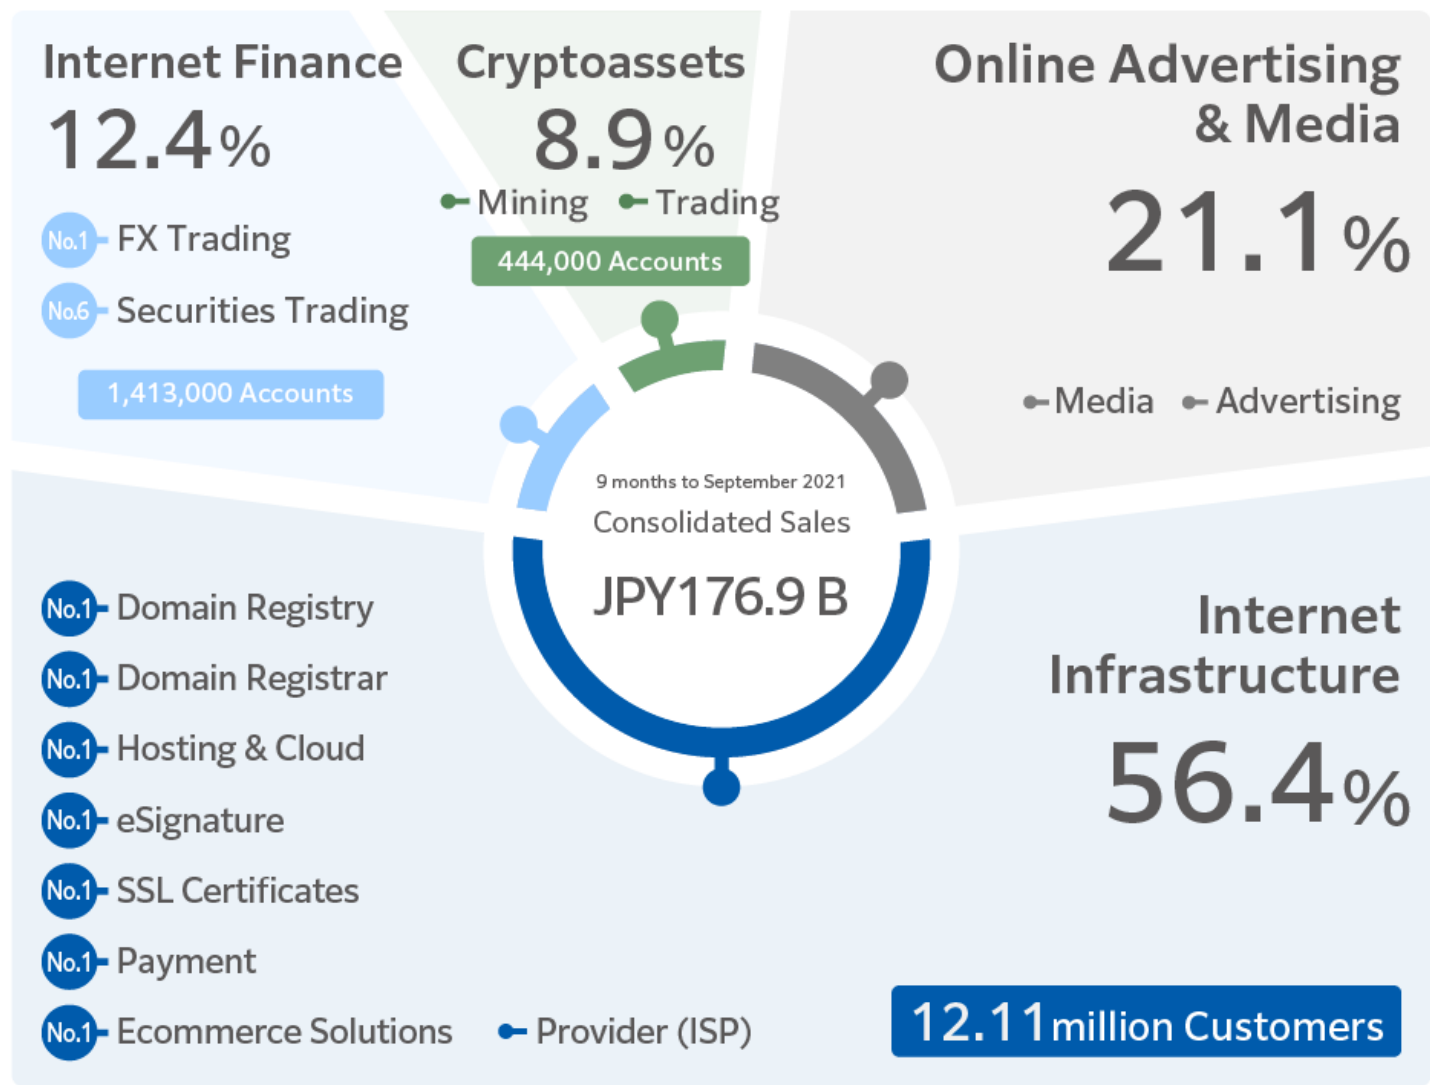 Internet Finance
12.4%
No.1 FX Trading
No.6 Securities Trading
1,413,000 Accounts
Cryptoassets
8.9%
Mining Trading
444,000 Accounts
Online Advertising
& Media
21.1%
Media Advertising
9 months to September 2021
Consolidated Sales
JPY176.9 B
No.1 Domain Registry
No.1 Domain Registrar
No.1 Hosting & Cloud
No.1 eSignature
No.1 SSL Certificates
No.1 Payment
No.1 Ecommerce Solutions
Provider (ISP)
Internet
Infrastructure
56.4%
12.11million Customers